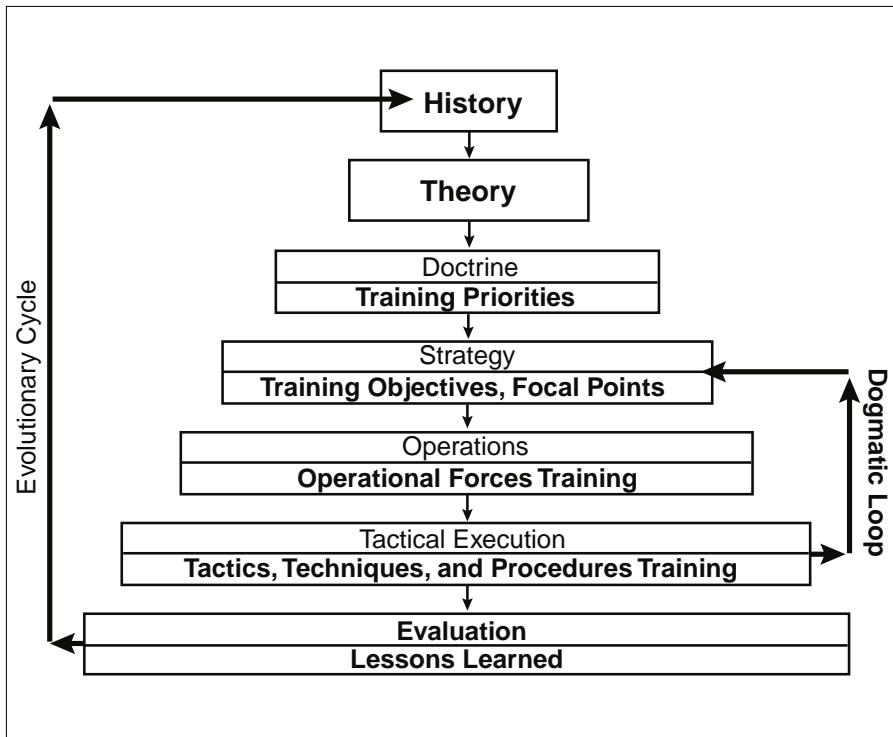 History
Theory
Doctrine
Training Priorities
Strategy
Training Objectives, Focal Points
Operations
Operational Forces Training
Tactical Execution
Tactics, Techniques, and Procedures Training
Evaluation
Lessons Learned
Evolutionary Cycle
Dogmatic Loop